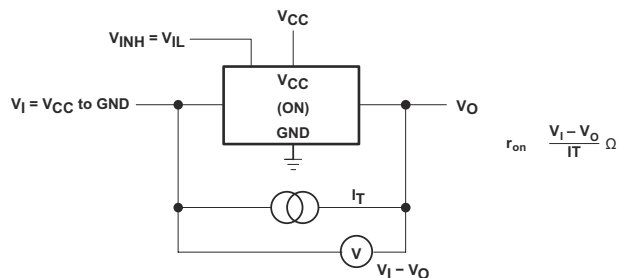 VCC
VINH = VIL
VI = VCC to GND
VCC
(ON)
GND
VO
ron VI – VO / IT Ω
IT
V
VI – VO